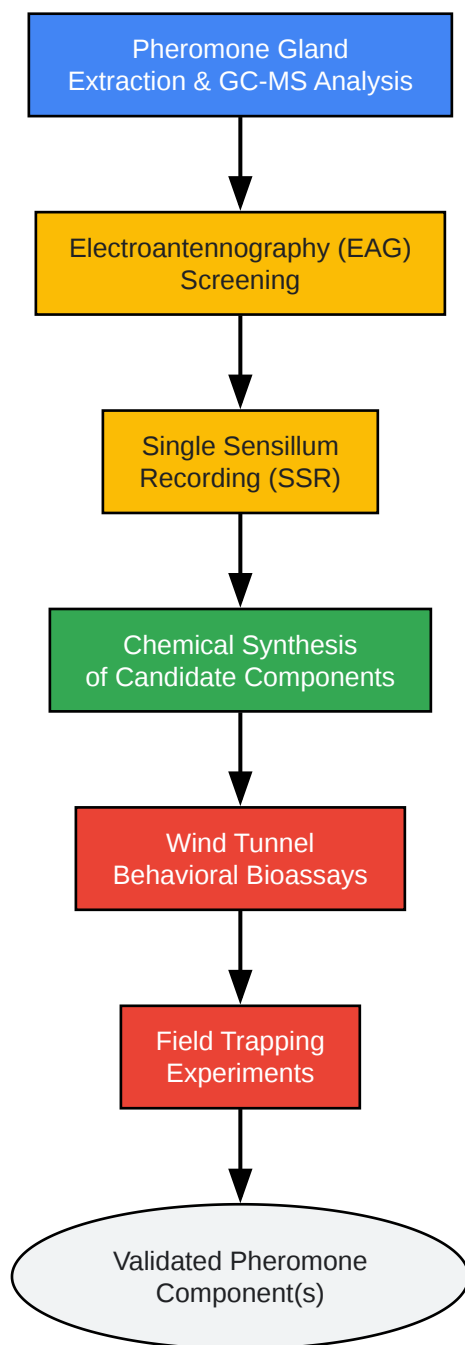 Pheromone Gland
Extraction & GC-MS Analysis
Electroantennography (EAG)
Screening
Single Sensillum
Recording (SSR)
Chemical Synthesis
of Candidate Components
Wind Tunnel
Behavioral Bioassays
Field Trapping
Experiments
Validated Pheromone
Component(s)